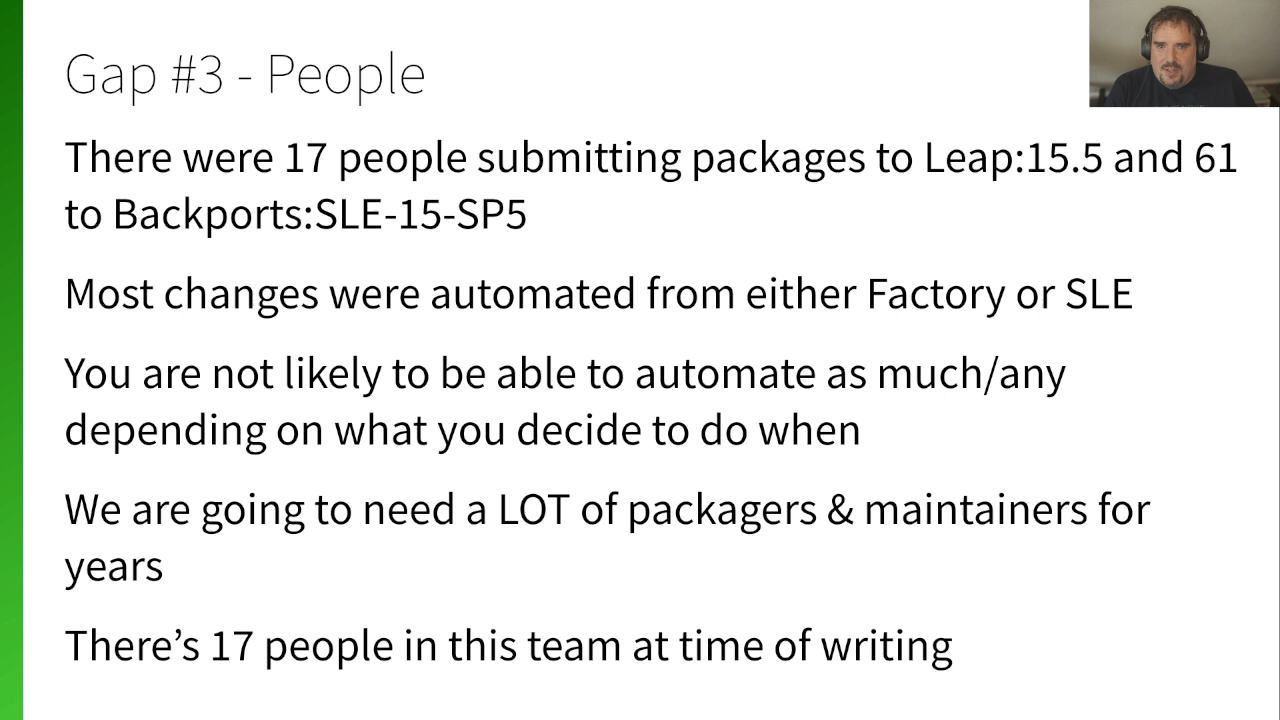 Gap #3 - People
There were 17 people submitting packages to Leap:15.5 and 61
to Backports:SLE-15-SP5
Most changes were automated from either Factory or SLE
You are not likely to be able to automate as much/any
depending on what you decide to do when
We are going to need a LOT of packagers & maintainers for
years
There’s 17 people in this team at time of writing